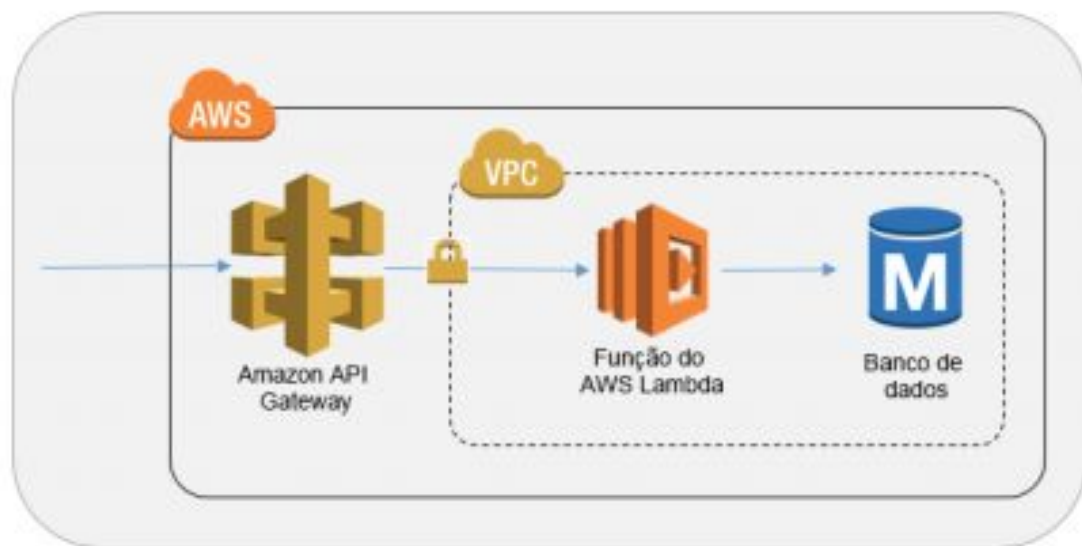 AWS
VPC
Amazon API
Gateway
Função do
AWS Lambda
M
Banco de
dados